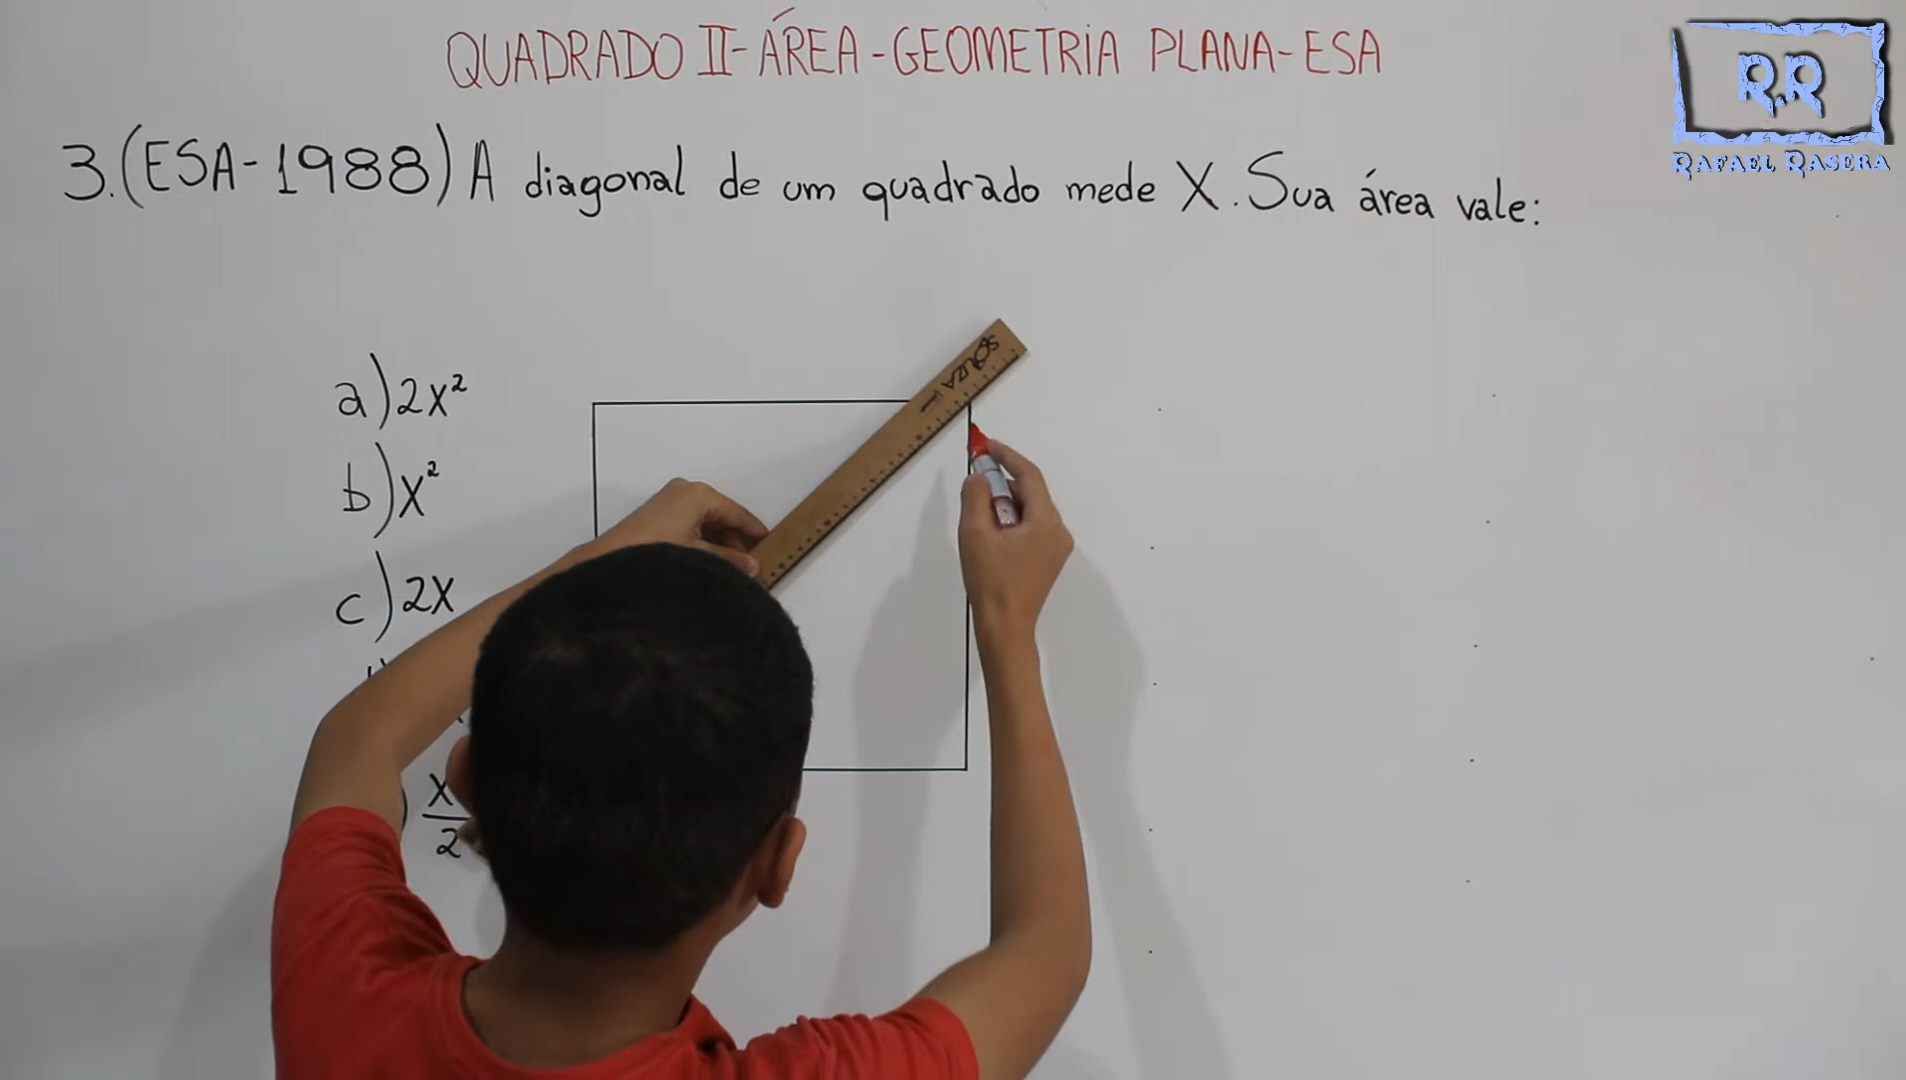 QUADRADO II-ÁREA-GEOMETRIA PLANA-ESA
R.R
RAFAEL RASERA
3.(ESA-1988) A diagonal de um quadrado mede X. Sua área vale:
a) 2x²
b) x²
c) 2x
x
2
SOUZA